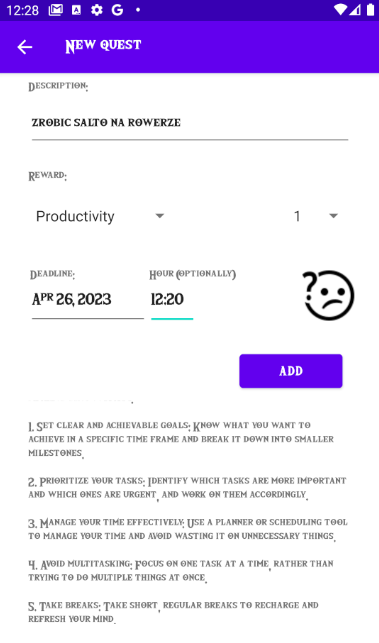 12:28
New quest
Description:
zrobic salto na rowerze
Reward:
Productivity 1
Deadline: Hour (optionally)
Apr 26, 2023 12:20
ADD
1. Set clear and achievable goals: Know what you want to
achieve in a specific time frame and break it down into smaller
milestones.
2. Prioritize your tasks: Identify which tasks are more important
and which ones are urgent, and work on them accordingly.
3. Manage your time effectively: Use a planner or scheduling tool
to manage your time and avoid wasting it on unnecessary things.
4. Avoid multitasking: Focus on one task at a time, rather than
trying to do multiple things at once.
5. Take breaks: Take short, regular breaks to recharge and
refresh your mind.